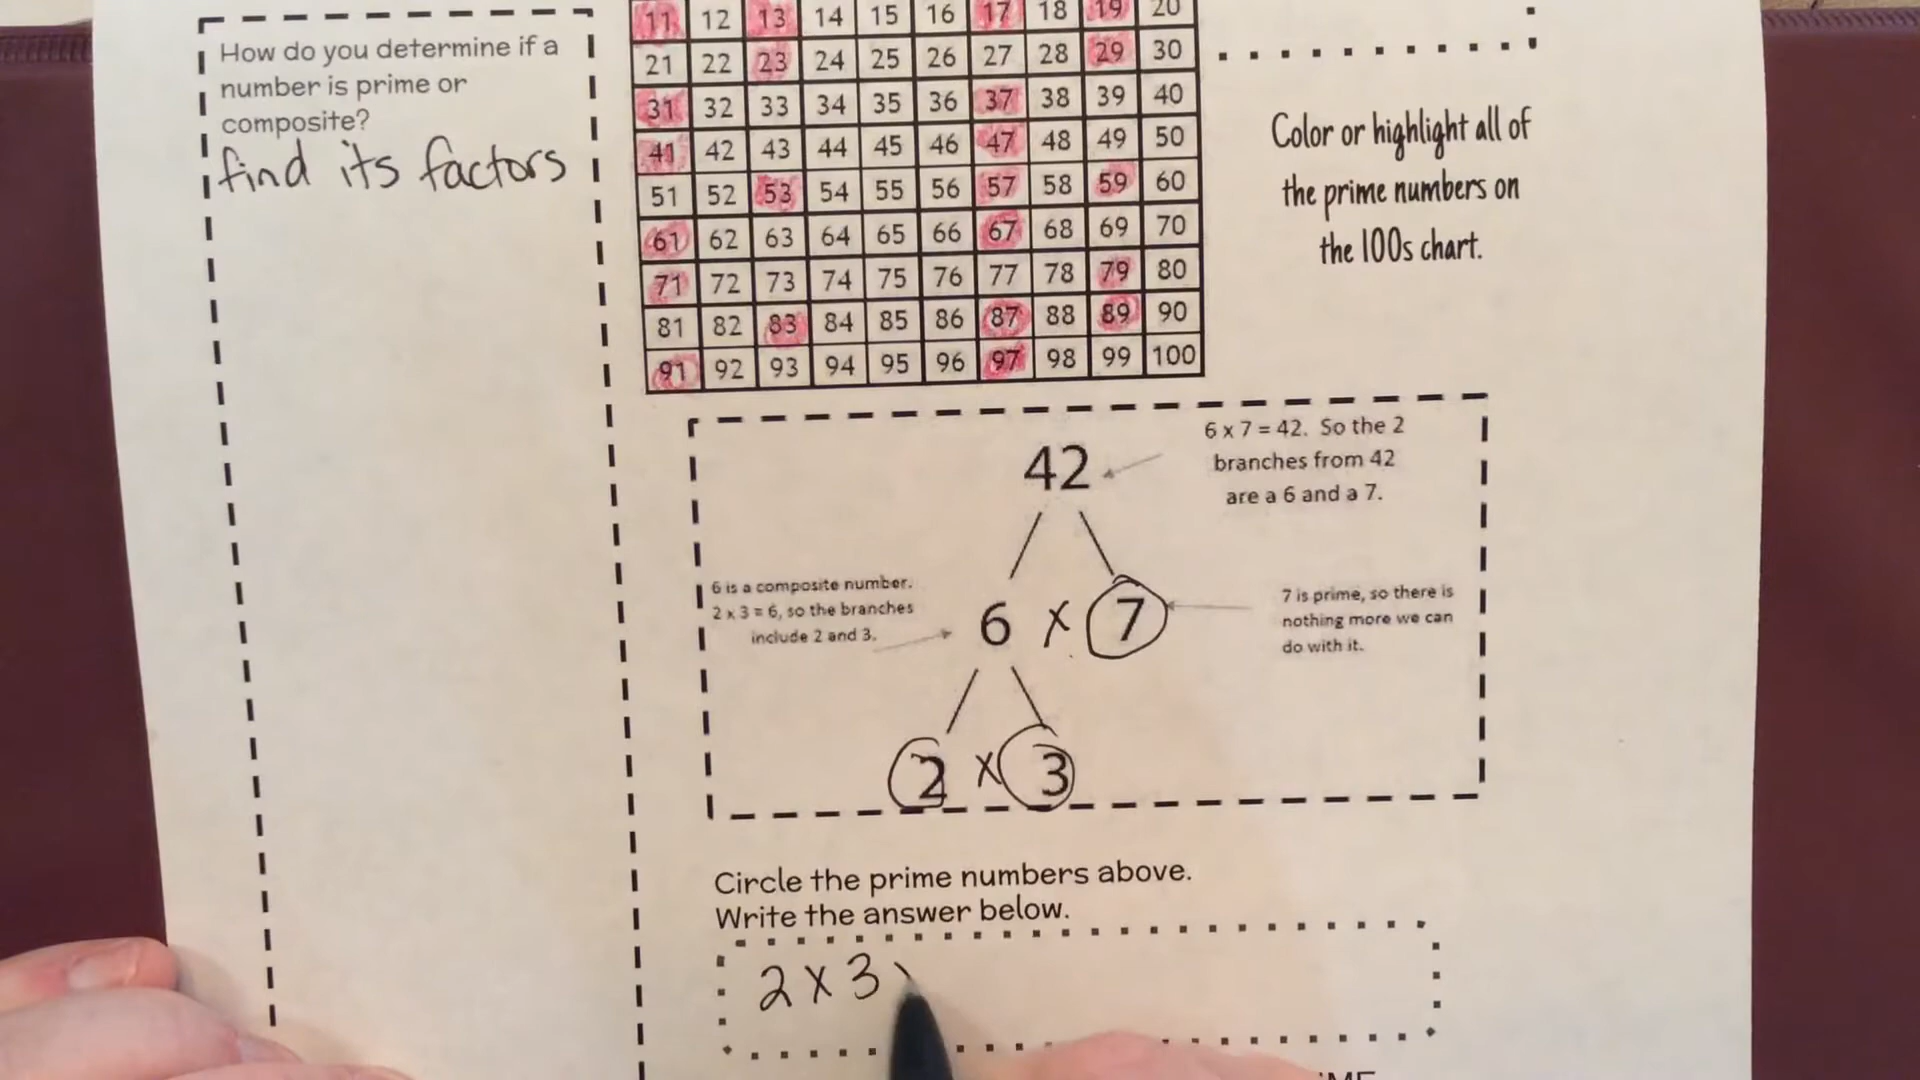 How do you determine if a
number is prime or
composite?
find its factors
11 12 13 14 15 16 17 18 19 20
21 22 23 24 25 26 27 28 29 30
31 32 33 34 35 36 37 38 39 40
41 42 43 44 45 46 47 48 49 50
51 52 53 54 55 56 57 58 59 60
61 62 63 64 65 66 67 68 69 70
71 72 73 74 75 76 77 78 79 80
81 82 83 84 85 86 87 88 89 90
91 92 93 94 95 96 97 98 99 100
Color or highlight all of
the prime numbers on
the 100s chart.
42
6 x 7 = 42. So the 2
branches from 42
are a 6 and a 7.
6 is a composite number.
2 x 3 = 6, so the branches
include 2 and 3.
6 x 7
7 is prime, so there is
nothing more we can
do with it.
2 x 3
Circle the prime numbers above.
Write the answer below.
2 x 3